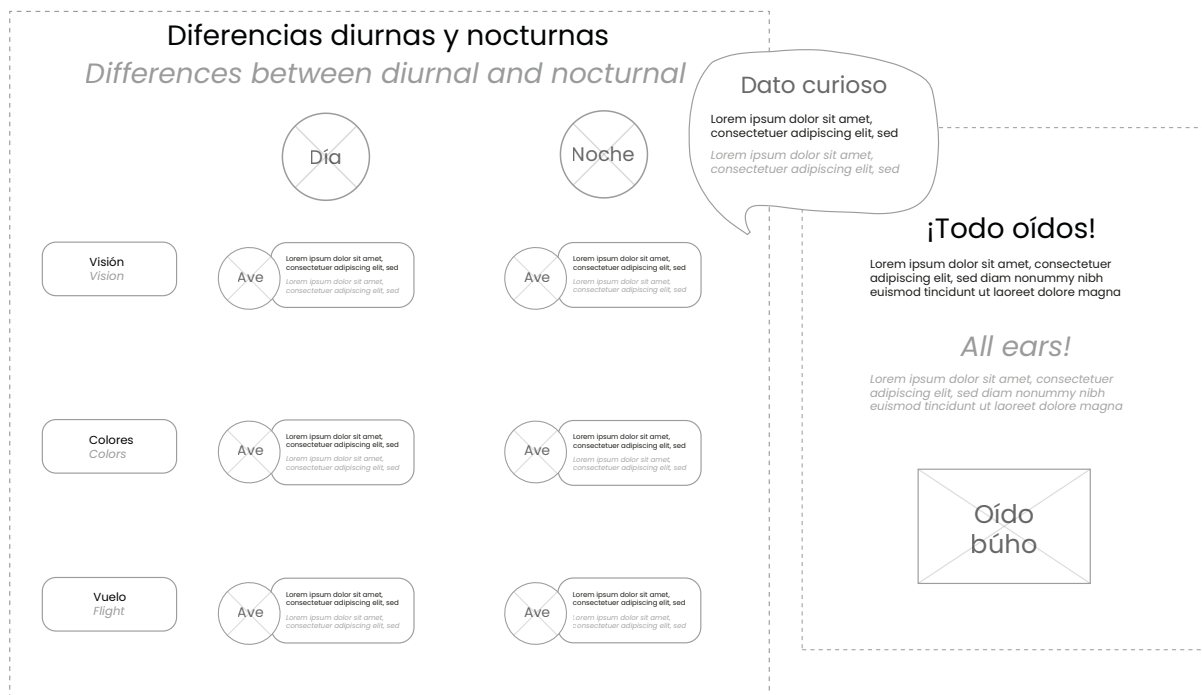 Diferencias diurnas y nocturnas
Differences between diurnal and nocturnal
Día
Noche
Visión
Vision
Ave
Lorem ipsum dolor sit amet,
consectetuer adipiscing elit, sed
Lorem ipsum dolor sit amet,
consectetuer adipiscing elit, sed
Ave
Lorem ipsum dolor sit amet,
consectetuer adipiscing elit, sed
Lorem ipsum dolor sit amet,
consectetuer adipiscing elit, sed
Colores
Colors
Ave
Lorem ipsum dolor sit amet,
consectetuer adipiscing elit, sed
Lorem ipsum dolor sit amet,
consectetuer adipiscing elit, sed
Ave
Lorem ipsum dolor sit amet,
consectetuer adipiscing elit, sed
Lorem ipsum dolor sit amet,
consectetuer adipiscing elit, sed
Vuelo
Flight
Ave
Lorem ipsum dolor sit amet,
consectetuer adipiscing elit, sed
Lorem ipsum dolor sit amet,
consectetuer adipiscing elit, sed
Ave
Lorem ipsum dolor sit amet,
consectetuer adipiscing elit, sed
Lorem ipsum dolor sit amet,
consectetuer adipiscing elit, sed
Dato curioso
Lorem ipsum dolor sit amet,
consectetuer adipiscing elit, sed
Lorem ipsum dolor sit amet,
consectetuer adipiscing elit, sed
¡Todo oídos!
Lorem ipsum dolor sit amet, consectetuer
adipiscing elit, sed diam nonummy nibh
euismod tincidunt ut laoreet dolore magna
All ears!
Lorem ipsum dolor sit amet, consectetuer
adipiscing elit, sed diam nonummy nibh
euismod tincidunt ut laoreet dolore magna
Oído
búho